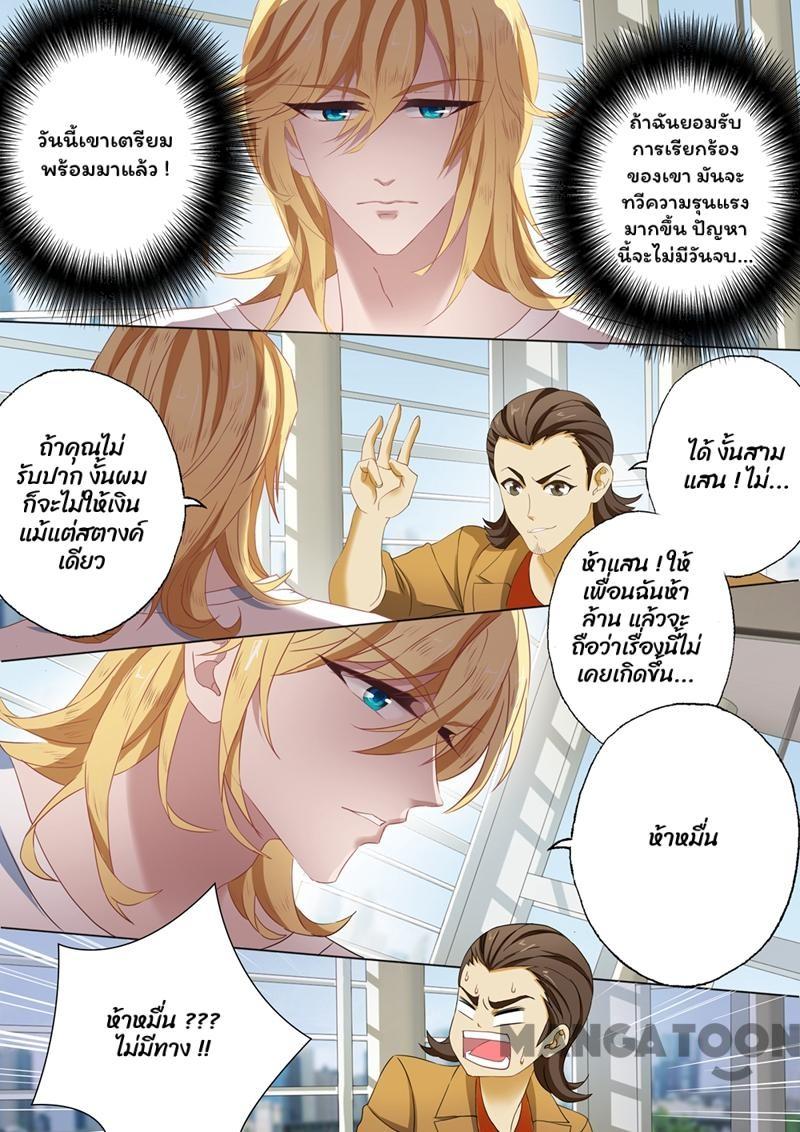 วันนี้เขาเตรียม
พร้อมมาแล้ว !
ถ้าฉันยอมรับ
การเรียกร้อง
ของเขา มันจะ
ทวีความรุนแรง
มากขึ้น ปัญหา
นี้จะไม่มีวันจบ...
ถ้าคุณไม่
รับปาก งั้นผม
ก็จะไม่ให้เงิน
แม้แต่สตางค์
เดียว
ได้ งั้นสาม
แสน ! ไม่...
ห้าแสน ! ให้
เพื่อนฉันห้า
ล้าน แล้วจะ
ถือว่าเรื่องนี้ไม่
เคยเกิดขึ้น...
ห้าหมื่น
ห้าหมื่น ???
ไม่มีทาง !!
MANGATOON